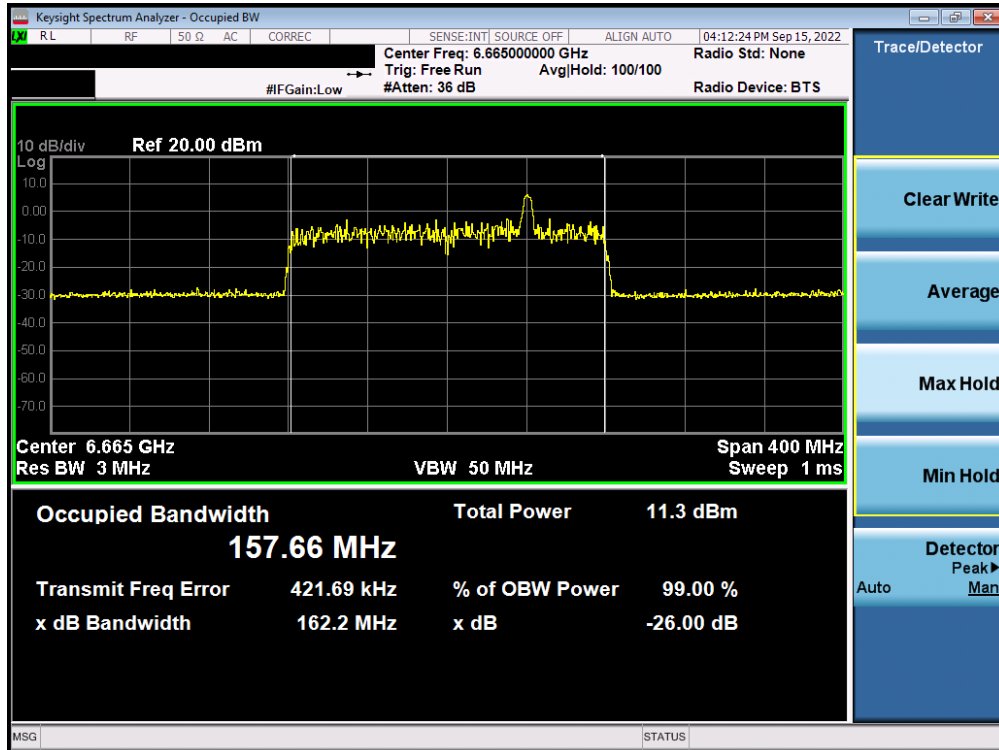 Keysight Spectrum Analyzer - Occupied BW
LXI RL RF 50 Ω AC CORREC SENSE:INT SOURCE OFF ALIGN AUTO 04:12:24 PM Sep 15, 2022
Center Freq: 6.665000000 GHz Radio Std: None
Trig: Free Run Avg|Hold: 100/100
#IFGain:Low #Atten: 36 dB Radio Device: BTS
Trace/Detector
10 dB/div Ref 20.00 dBm
Log
10.0
0.00
-10.0
-20.0
-30.0
-40.0
-50.0
-60.0
-70.0
Center 6.665 GHz Span 400 MHz
Res BW 3 MHz VBW 50 MHz Sweep 1 ms
Occupied Bandwidth Total Power 11.3 dBm
157.66 MHz
Transmit Freq Error 421.69 kHz % of OBW Power 99.00 %
x dB Bandwidth 162.2 MHz x dB -26.00 dB
Clear Write
Average
Max Hold
Min Hold
Detector
Peak▶
Auto Man
MSG STATUS